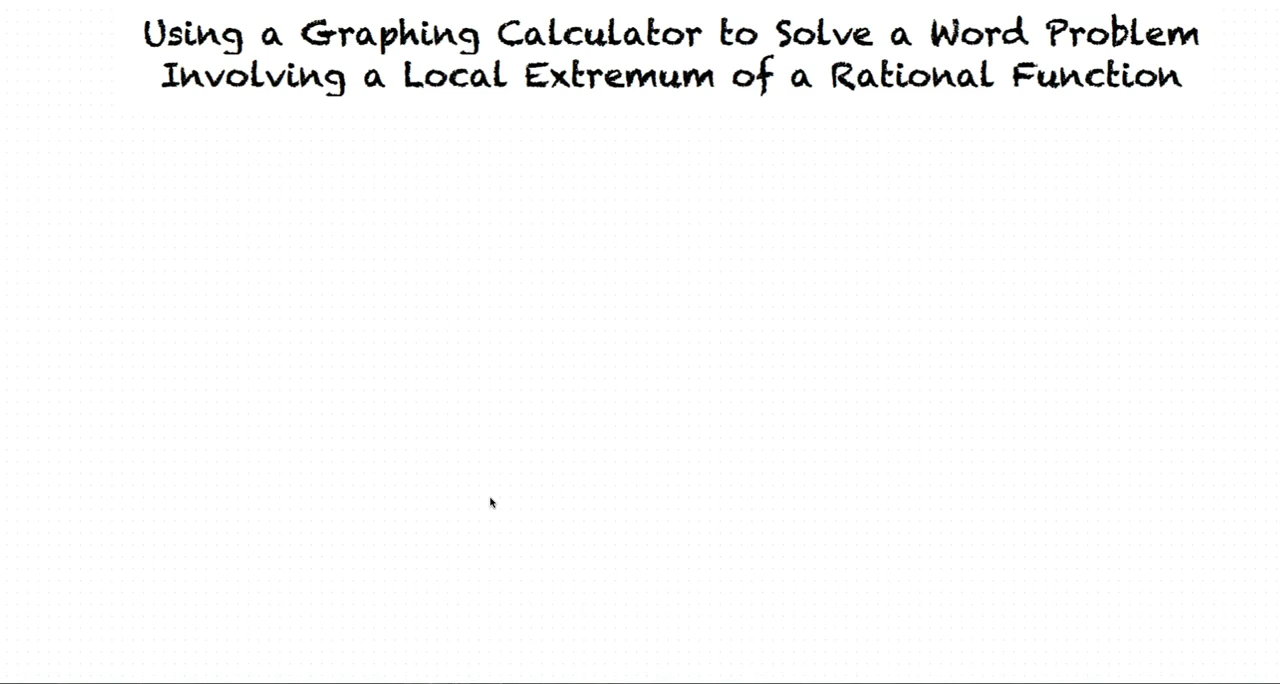 Using a Graphing Calculator to Solve a Word Problem
Involving a Local Extremum of a Rational Function